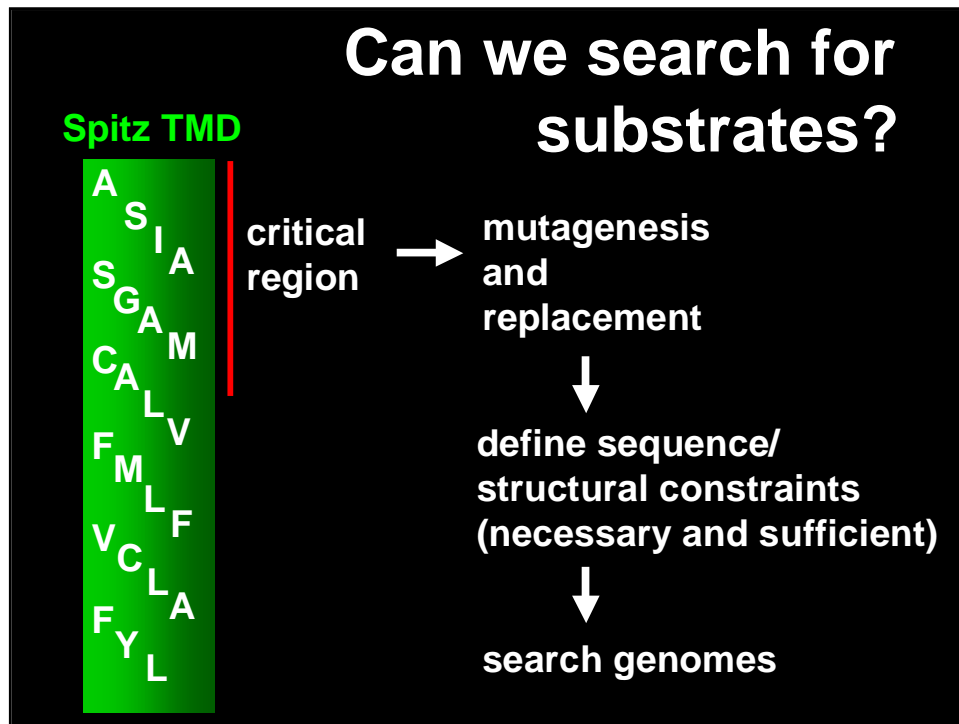 Can we search for
substrates?
Spitz TMD
A
S
I
A
S
G
A
M
C
A
L
V
F
M
L
F
V
C
L
A
F
Y
L
critical
region
mutagenesis
and
replacement
define sequence/
structural constraints
(necessary and sufficient)
search genomes